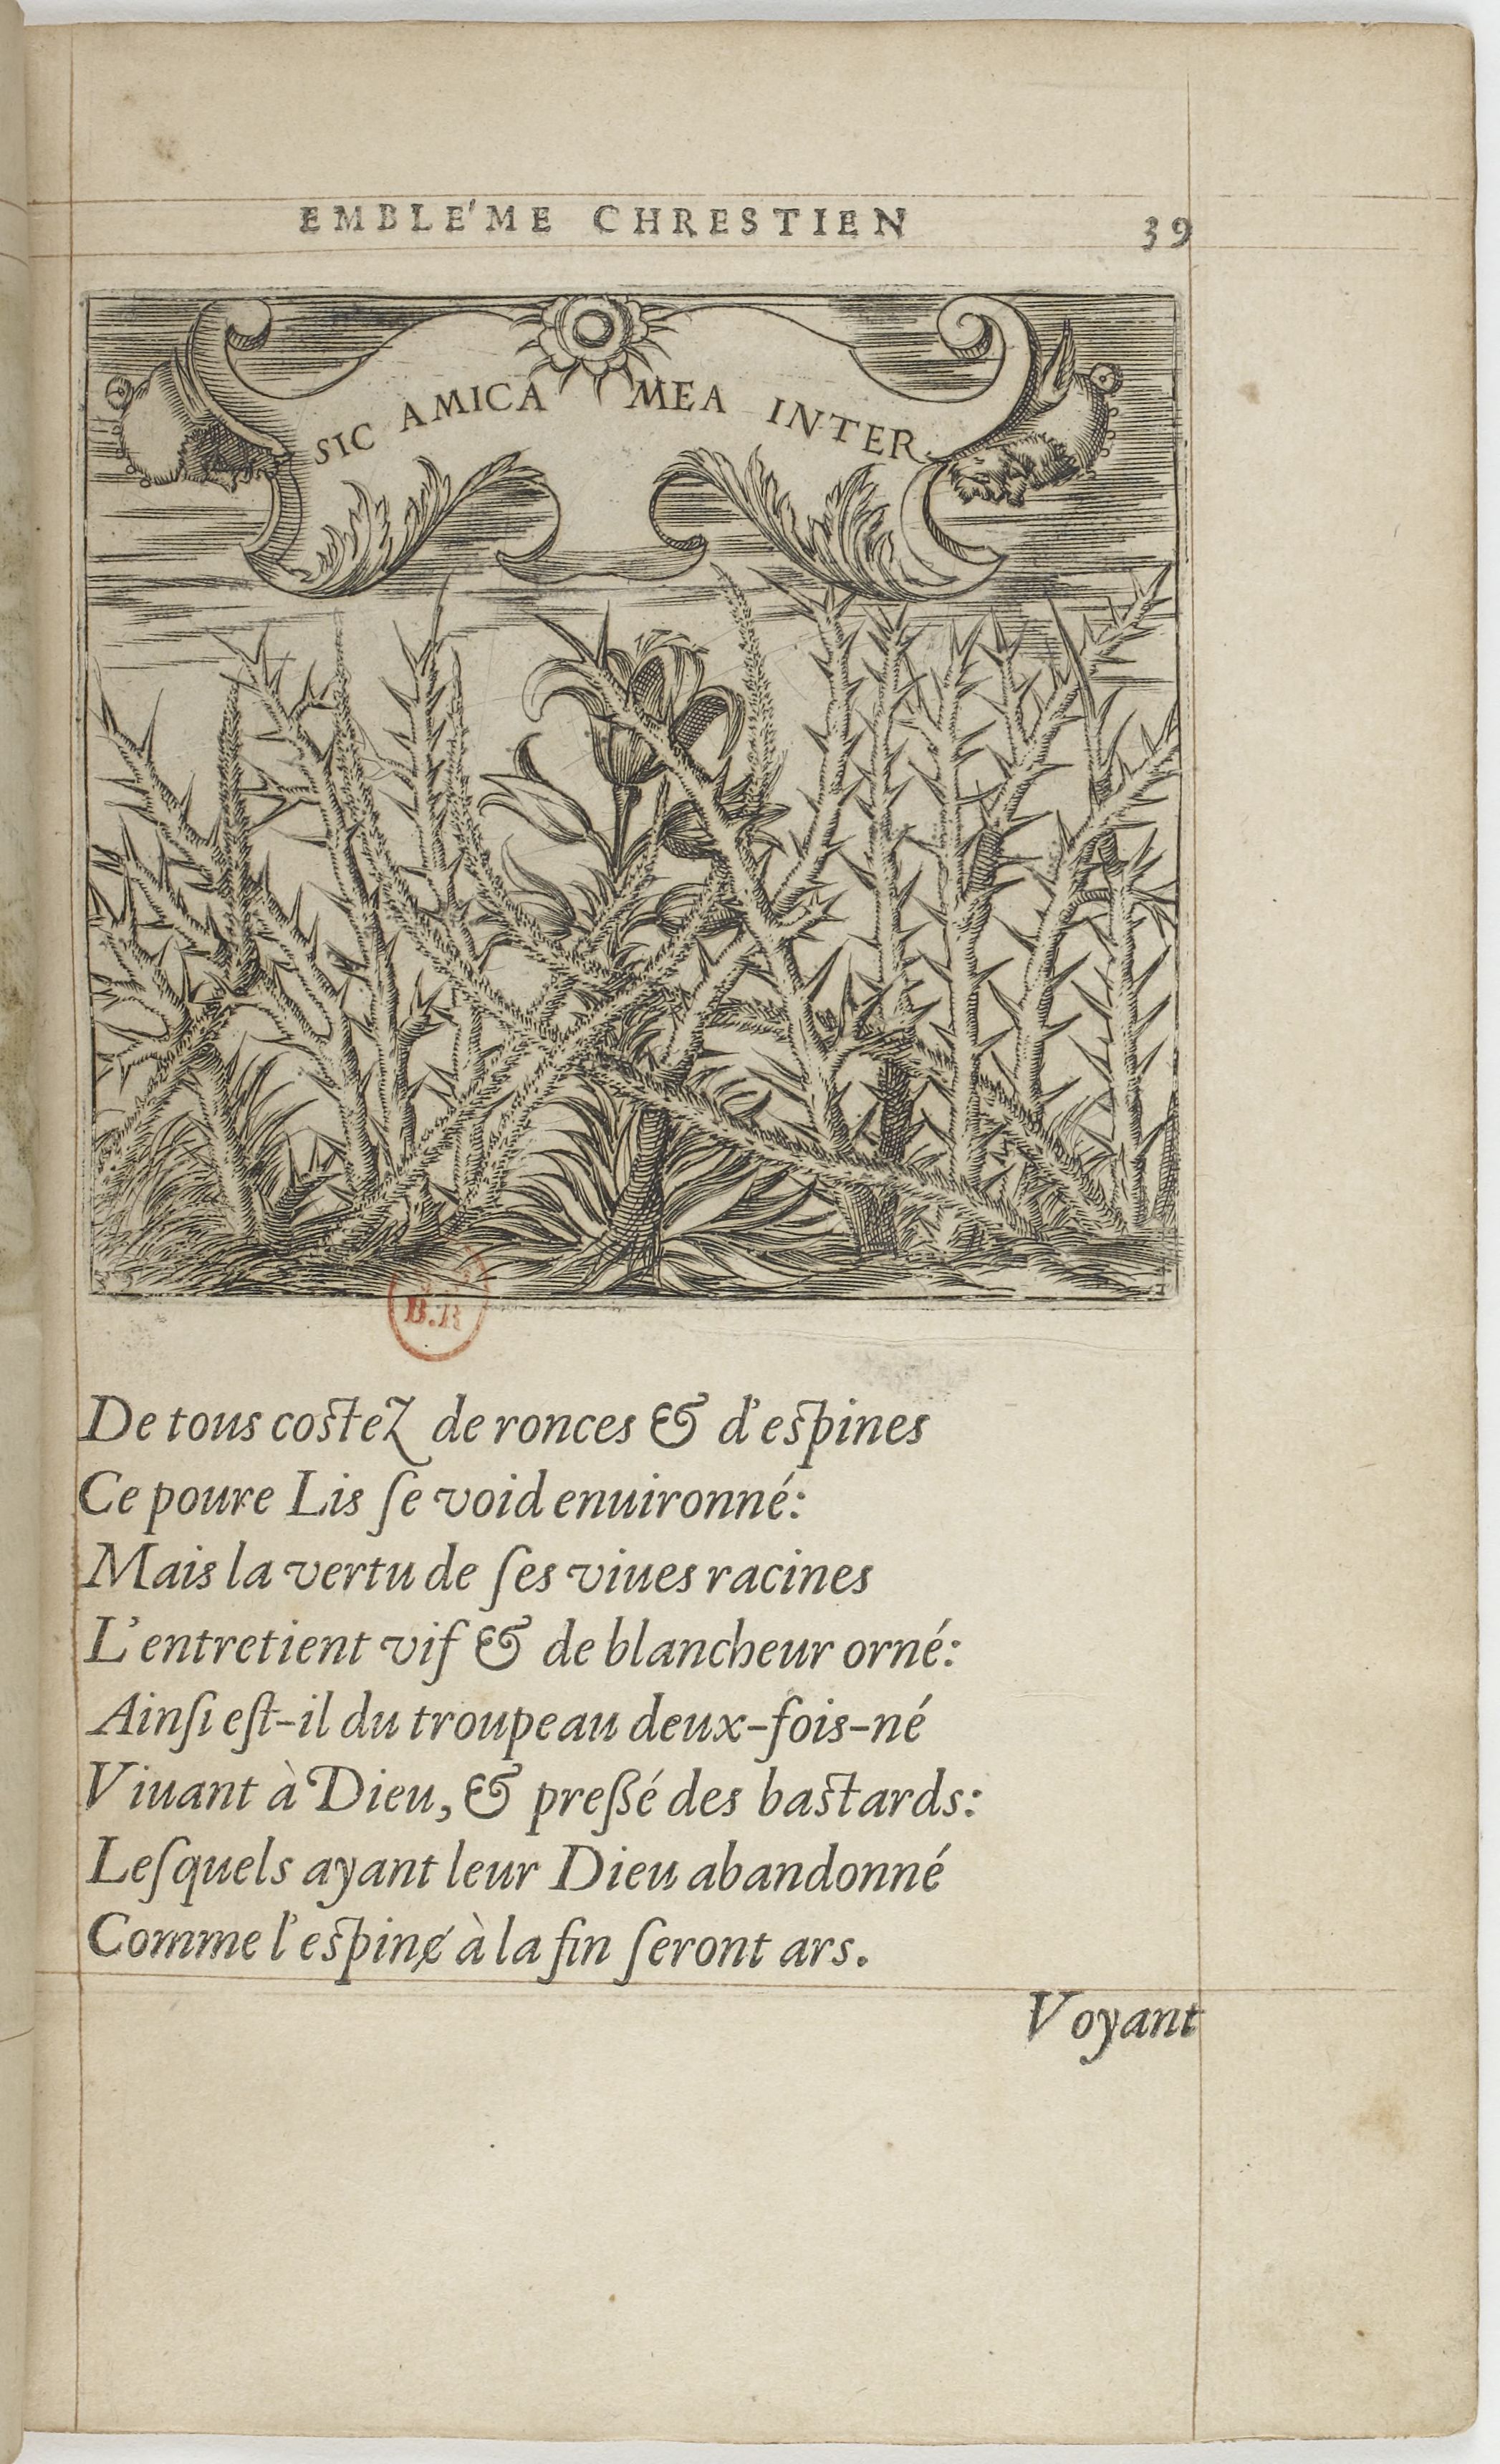 EMBLE'ME CHRESTIEN 39
SIC AMICA MEA INTER.
B.R
De tous costez de ronces & d'espines
Ce poure Lis ſe void enuironné:
Mais la vertu de ſes viues racines
L'entretient vif & de blancheur orné:
Ainſi eſt-il du troupeau deux-fois-né
Viuant à Dieu, & preßé des bastards:
Leſquels ayant leur Dieu abandonné
Comme l'espine à la fin ſeront ars.
Voyant